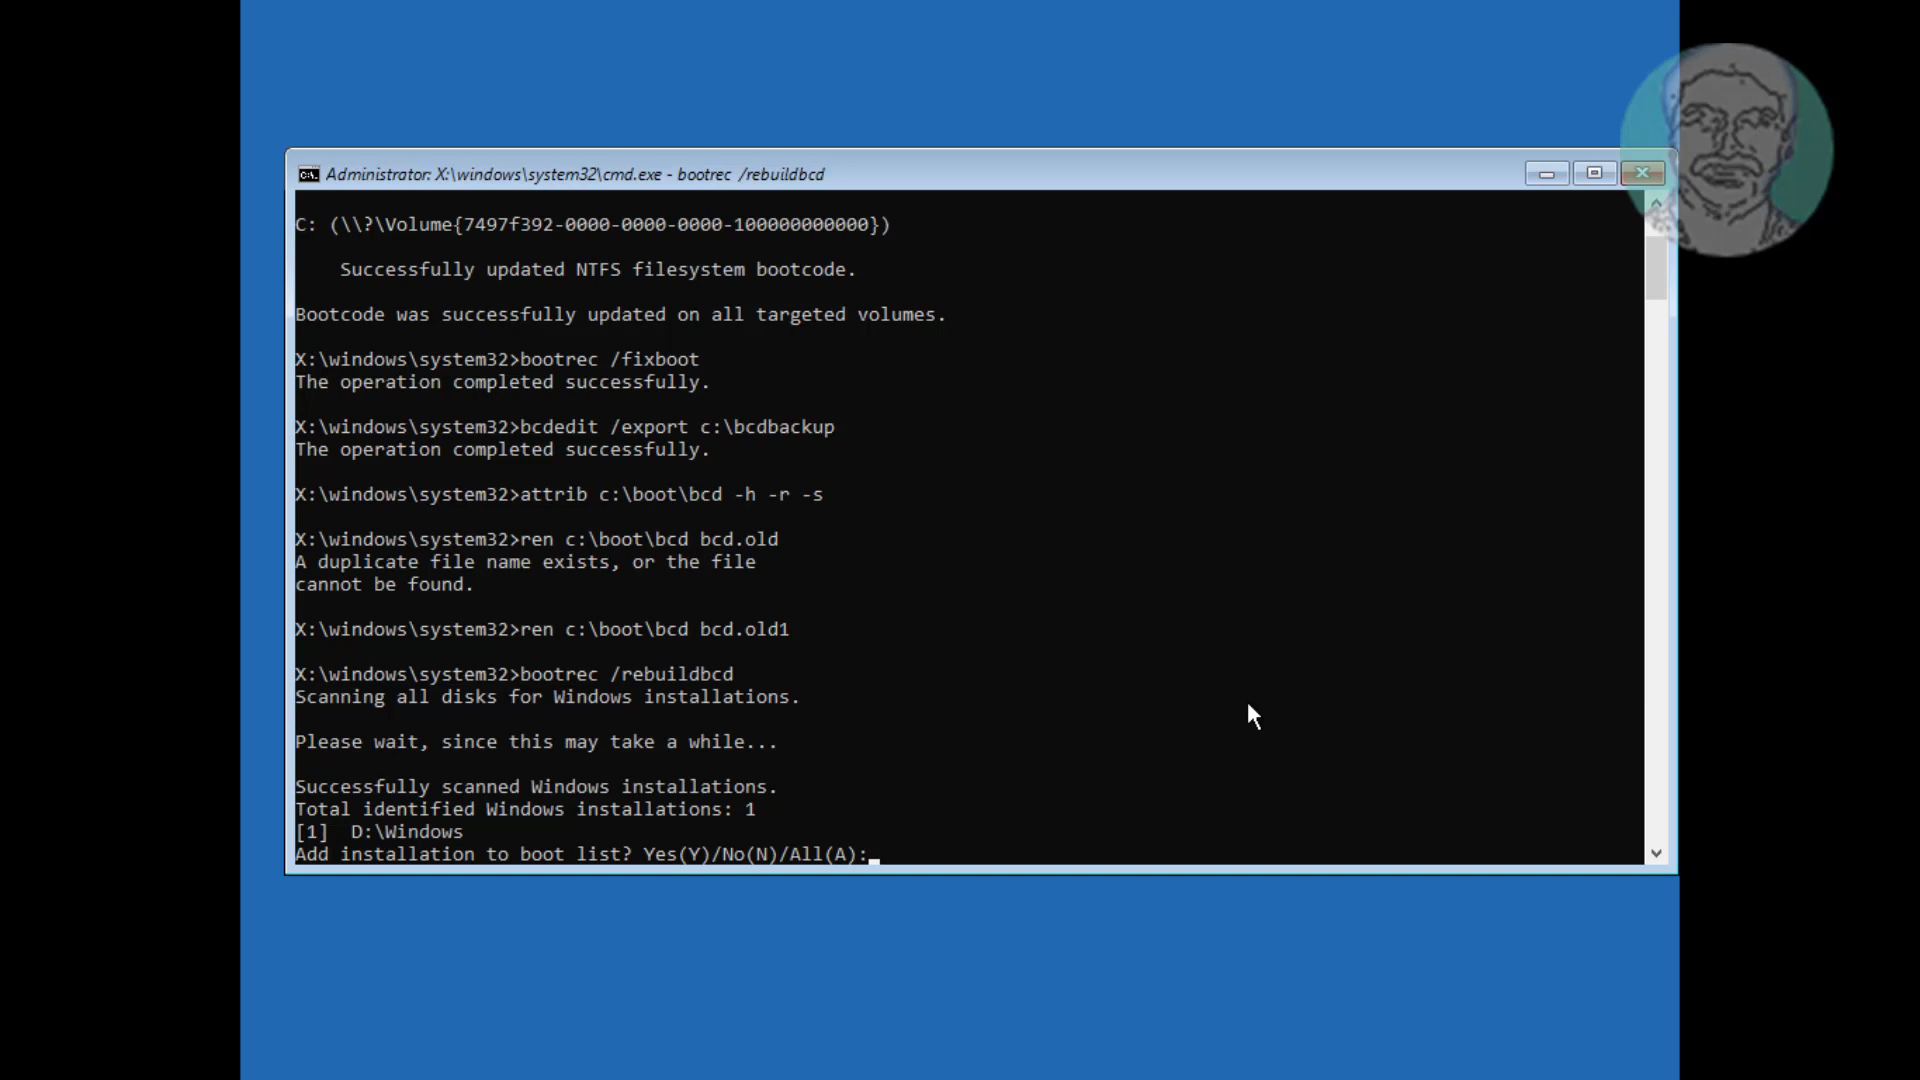 Administrator: X:\windows\system32\cmd.exe - bootrec /rebuildbcd
C: (\\?\Volume{7497f392-0000-0000-0000-100000000000})
Successfully updated NTFS filesystem bootcode.
Bootcode was successfully updated on all targeted volumes.
X:\windows\system32>bootrec /fixboot
The operation completed successfully.
X:\windows\system32>bcdedit /export c:\bcdbackup
The operation completed successfully.
X:\windows\system32>attrib c:\boot\bcd -h -r -s
X:\windows\system32>ren c:\boot\bcd bcd.old
A duplicate file name exists, or the file
cannot be found.
X:\windows\system32>ren c:\boot\bcd bcd.old1
X:\windows\system32>bootrec /rebuildbcd
Scanning all disks for Windows installations.
Please wait, since this may take a while...
Successfully scanned Windows installations.
Total identified Windows installations: 1
[1]  D:\Windows
Add installation to boot list? Yes(Y)/No(N)/All(A):